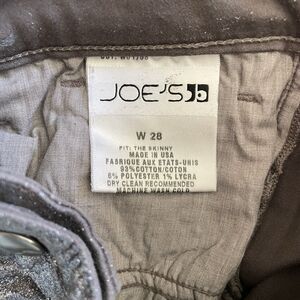 JOE'S
W 28
FIT: THE SKINNY
MADE IN USA
FABRIQUE AUX ETATS-UNIS
93%COTTON/COTON
6% POLYESTER 1% LYCRA
DRY CLEAN RECOMMENDED
MACHINE WASH COLD